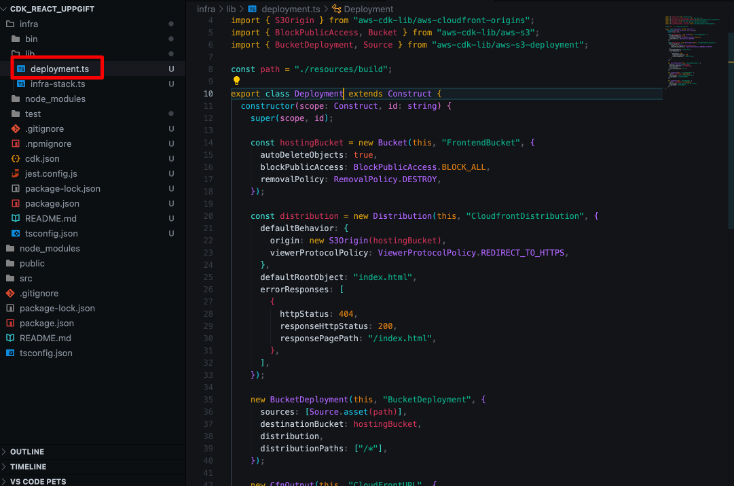 CDK_REACT_UPPGIFT
infra
bin
lib
deployment.ts U
infra-stack.ts U
node_modules
test
.gitignore U
.npmignore U
cdk.json U
jest.config.js U
package-lock.json U
package.json U
README.md U
tsconfig.json U
node_modules
public
src
.gitignore
package-lock.json
package.json
README.md
tsconfig.json
OUTLINE
TIMELINE
VS CODE PETS
infra > lib > deployment.ts > Deployment
4 import { S3Origin } from "aws-cdk-lib/aws-cloudfront-origins";
5 import { BlockPublicAccess, Bucket } from "aws-cdk-lib/aws-s3";
6 import { BucketDeployment, Source } from "aws-cdk-lib/aws-s3-deployment";
7
8 const path = "./resources/build";
9
10 export class Deployment extends Construct {
11 constructor(scope: Construct, id: string) {
12 super(scope, id);
13
14 const hostingBucket = new Bucket(this, "FrontendBucket", {
15 autoDeleteObjects: true,
16 blockPublicAccess: BlockPublicAccess.BLOCK_ALL,
17 removalPolicy: RemovalPolicy.DESTROY,
18 });
19
20 const distribution = new Distribution(this, "CloudfrontDistribution", {
21 defaultBehavior: {
22 origin: new S3Origin(hostingBucket),
23 viewerProtocolPolicy: ViewerProtocolPolicy.REDIRECT_TO_HTTPS,
24 },
25 defaultRootObject: "index.html",
26 errorResponses: [
27 {
28 httpStatus: 404,
29 responseHttpStatus: 200,
30 responsePagePath: "/index.html",
31 },
32 ],
33 });
34
35 new BucketDeployment(this, "BucketDeployment", {
36 sources: [Source.asset(path)],
37 destinationBucket: hostingBucket,
38 distribution,
39 distributionPaths: ["/*"],
40 });
41
42 new CfnOutput(this, "CloudFrontURL", {